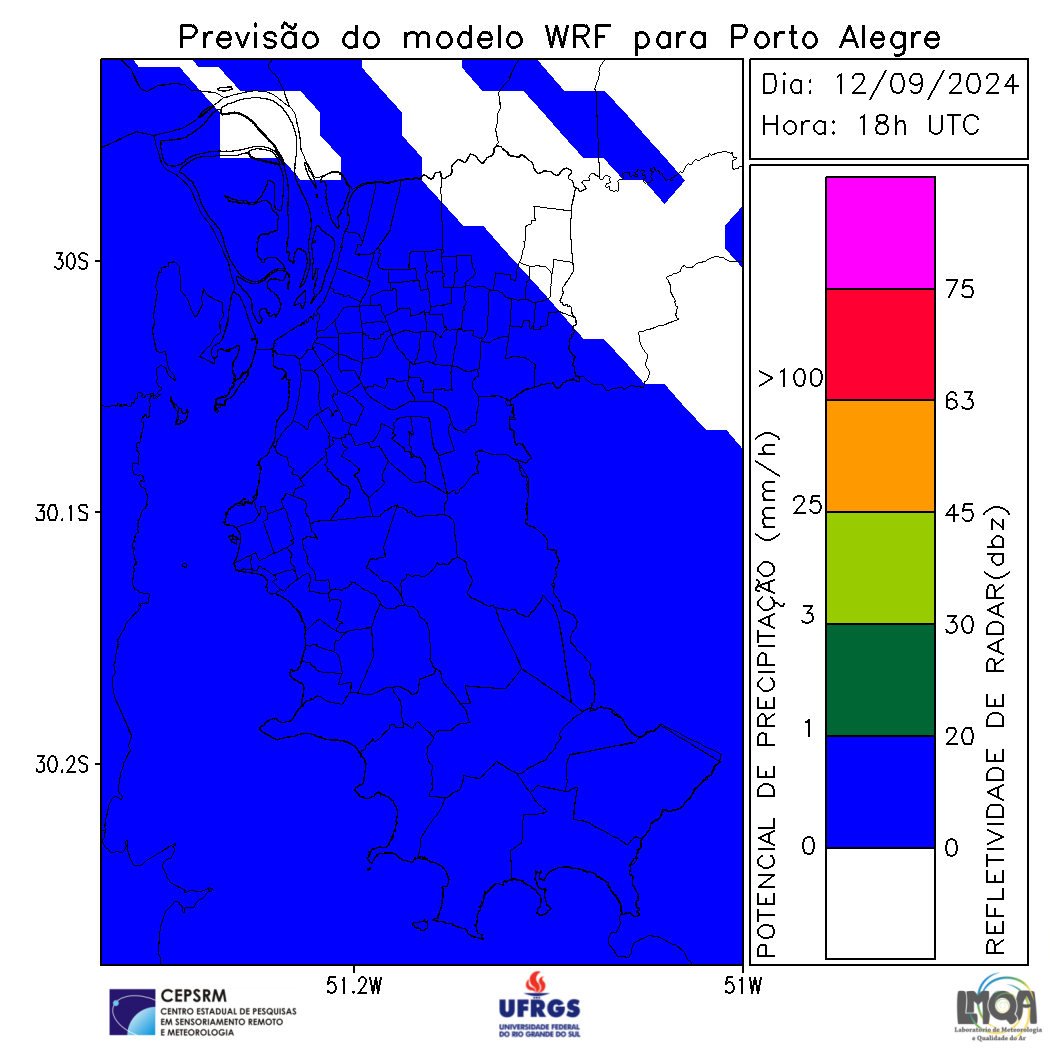 Previsão do modelo WRF para Porto Alegre
Dia: 12/09/2024
Hora: 18h UTC
30S
30.1S
30.2S
51.2W
51W
POTENCIAL DE PRECIPITAÇÃO (mm/h)
>100
25
3
1
0
75
63
45
30
20
0
REFLETIVIDADE DE RADAR(dbz)
CEPSRM
CENTRO ESTADUAL DE PESQUISAS
EM SENSORIAMENTO REMOTO
E METEOROLOGIA
UFRGS
UNIVERSIDADE FEDERAL
DO RIO GRANDE DO SUL
LMQA
Laboratório de Meteorologia
e Qualidade do Ar